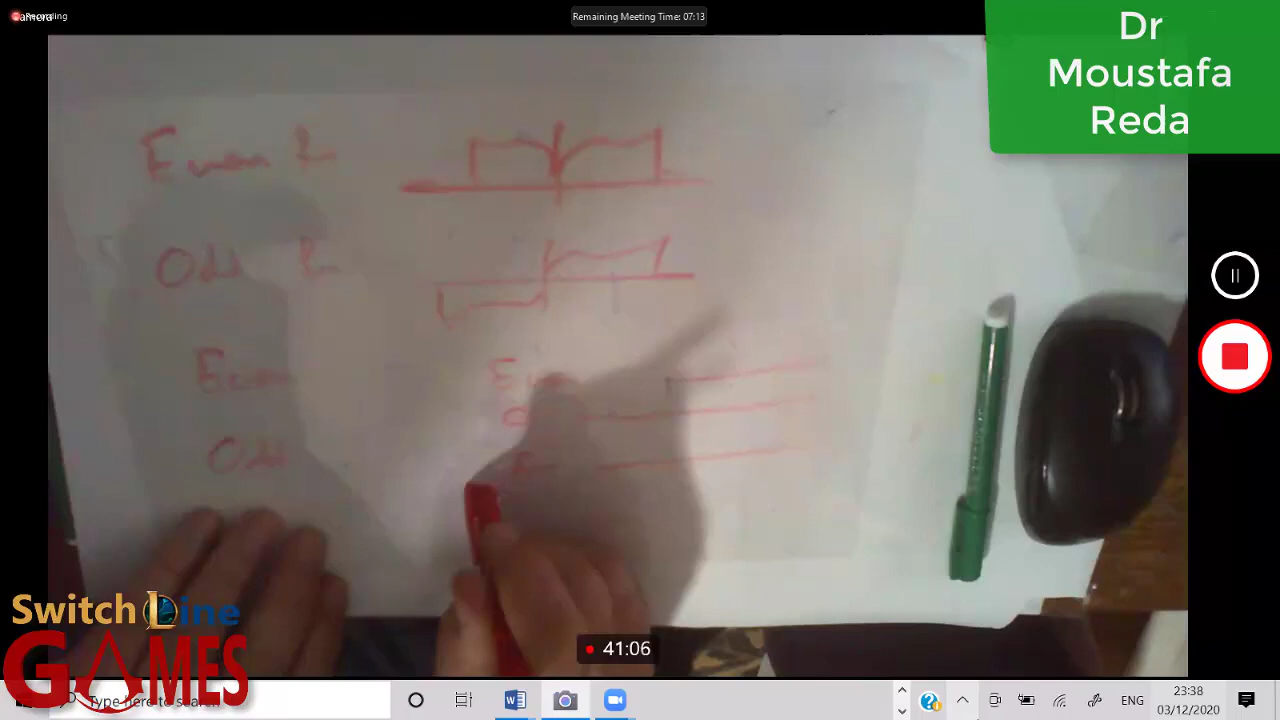 Recording
Remaining Meeting Time: 07:13
Dr
Moustafa
Reda
Even
Odd
Even
Odd
41:06
Switch Line
GAMES
Type here to search
ENG
23:38
03/12/2020